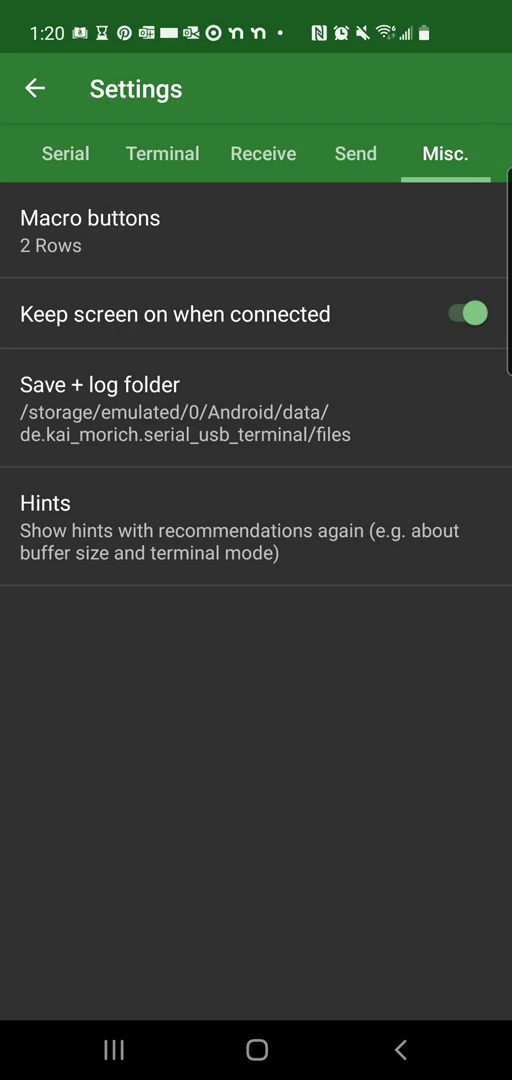 1:20
Settings
Serial Terminal Receive Send Misc.
Macro buttons
2 Rows
Keep screen on when connected
Save + log folder
/storage/emulated/0/Android/data/
de.kai_morich.serial_usb_terminal/files
Hints
Show hints with recommendations again (e.g. about
buffer size and terminal mode)